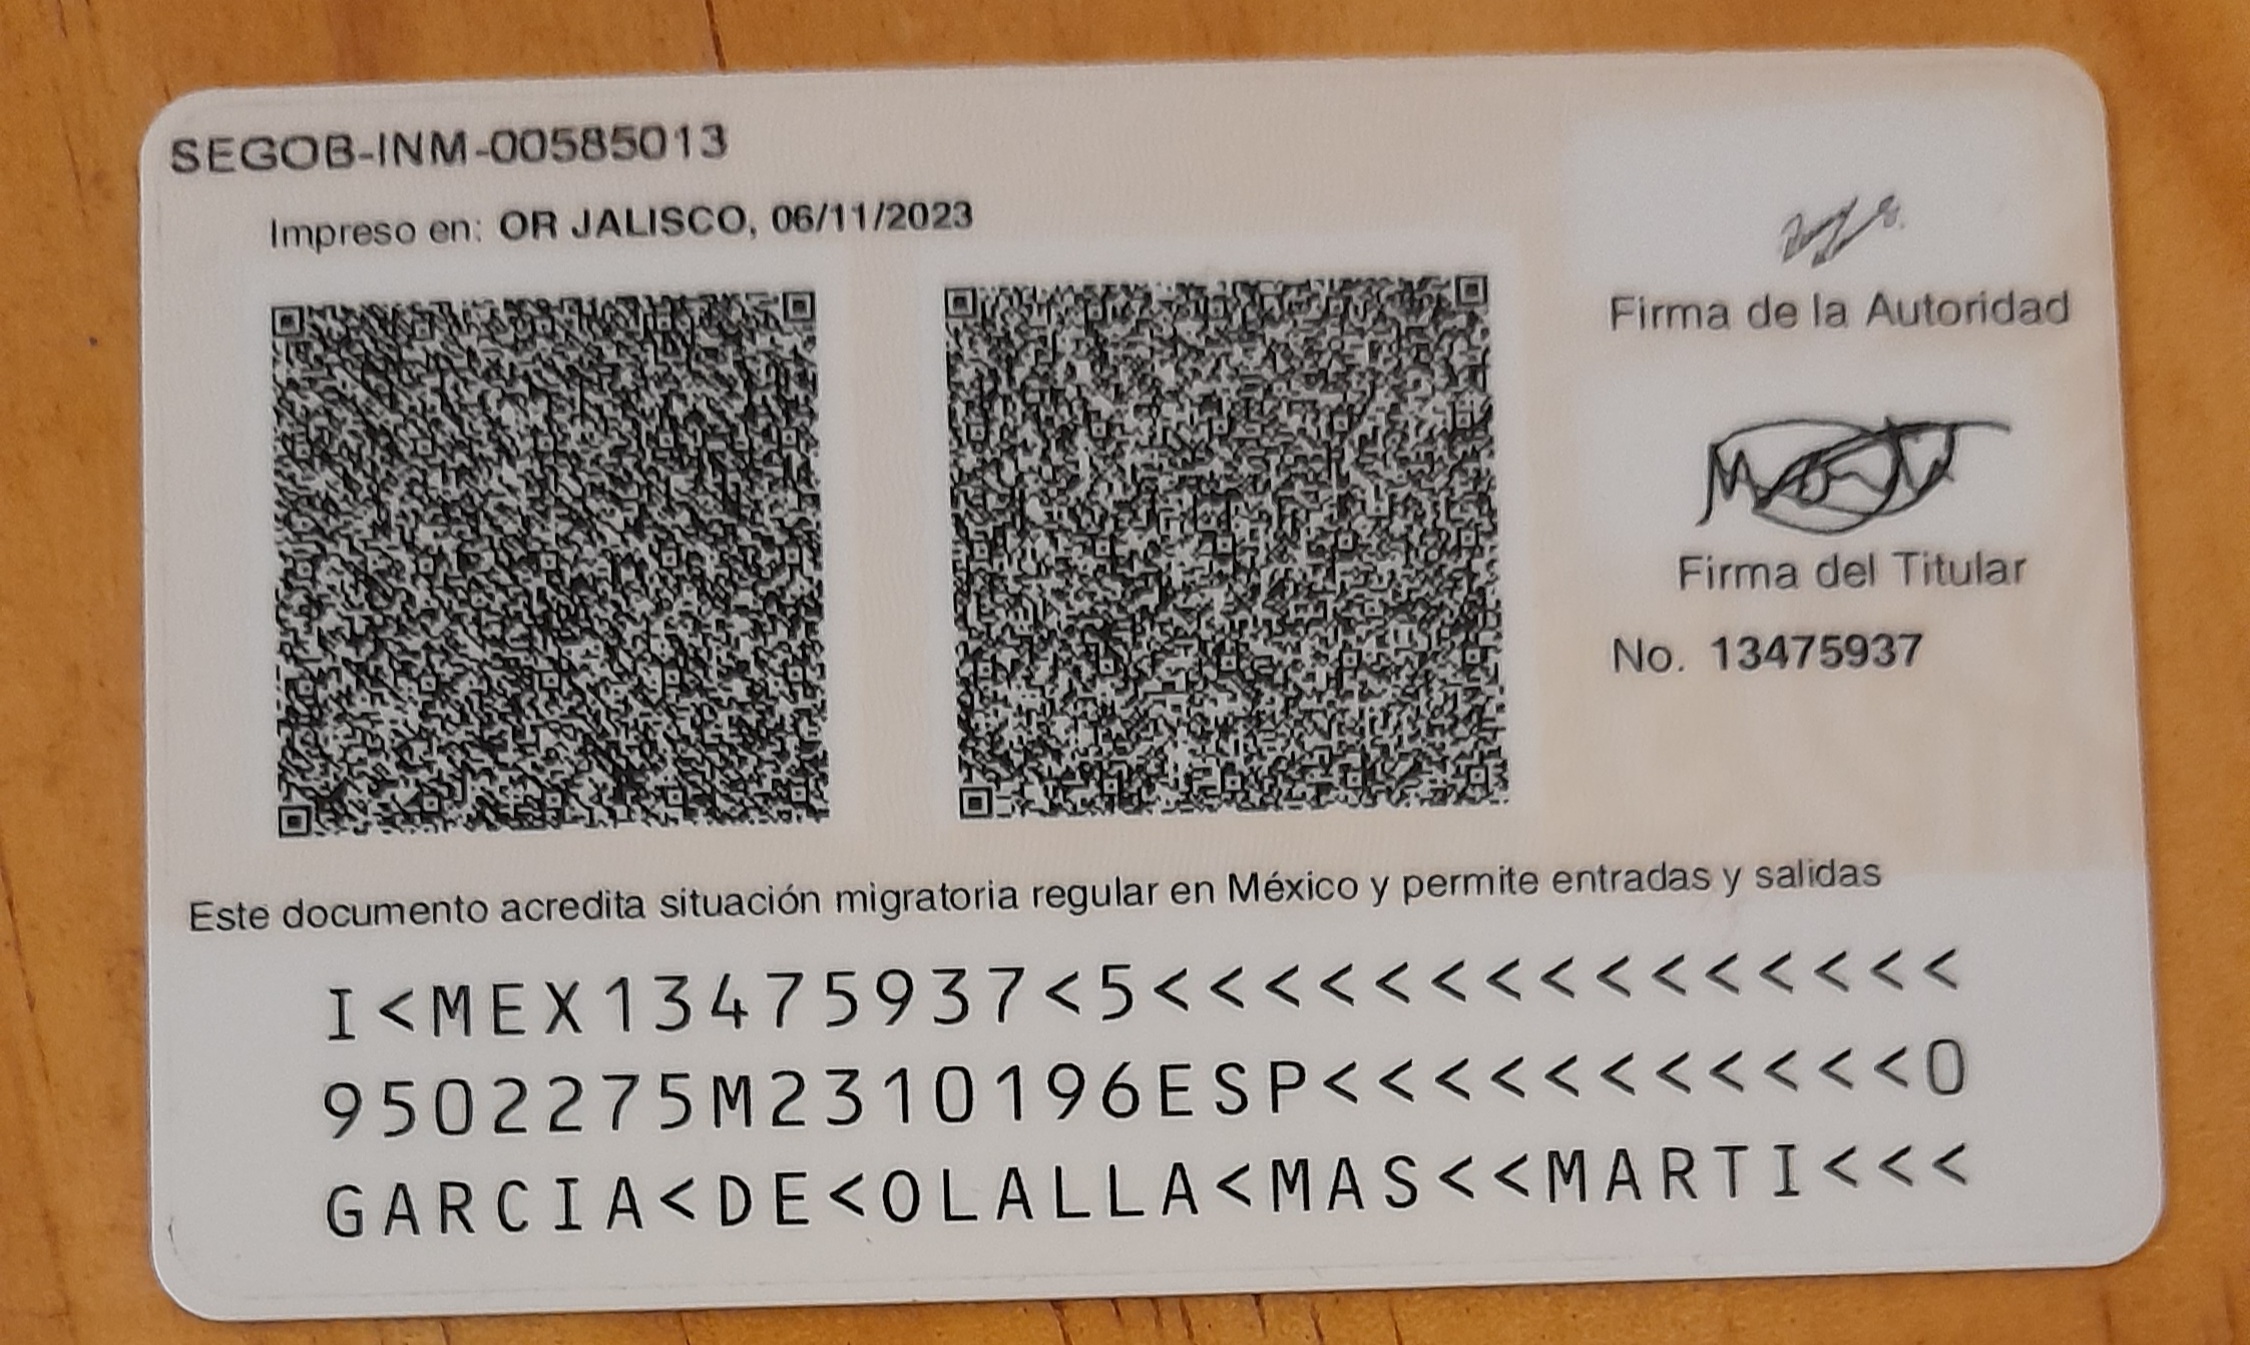 SEGOB-INM-00585013
Impreso en: OR JALISCO, 06/11/2023
Firma de la Autoridad
Firma del Titular
No. 13475937
Este documento acredita situación migratoria regular en México y permite entradas y salidas
I<MEX13475937<5<<<<<<<<<<<<<<<
9502275M2310196ESP<<<<<<<<<<<0
GARCIA<DE<OLALLA<MAS<<MARTI<<<